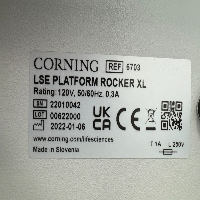 CORNING REF 6703
LSE PLATFORM ROCKER XL
Rating: 120V, 50/60Hz, 0.3A
SN 22010042
LOT 00622000
2022-01-06
UK CA CE
www.corning.com/lifesciences
Made in Slovenia
T 1A L 250V